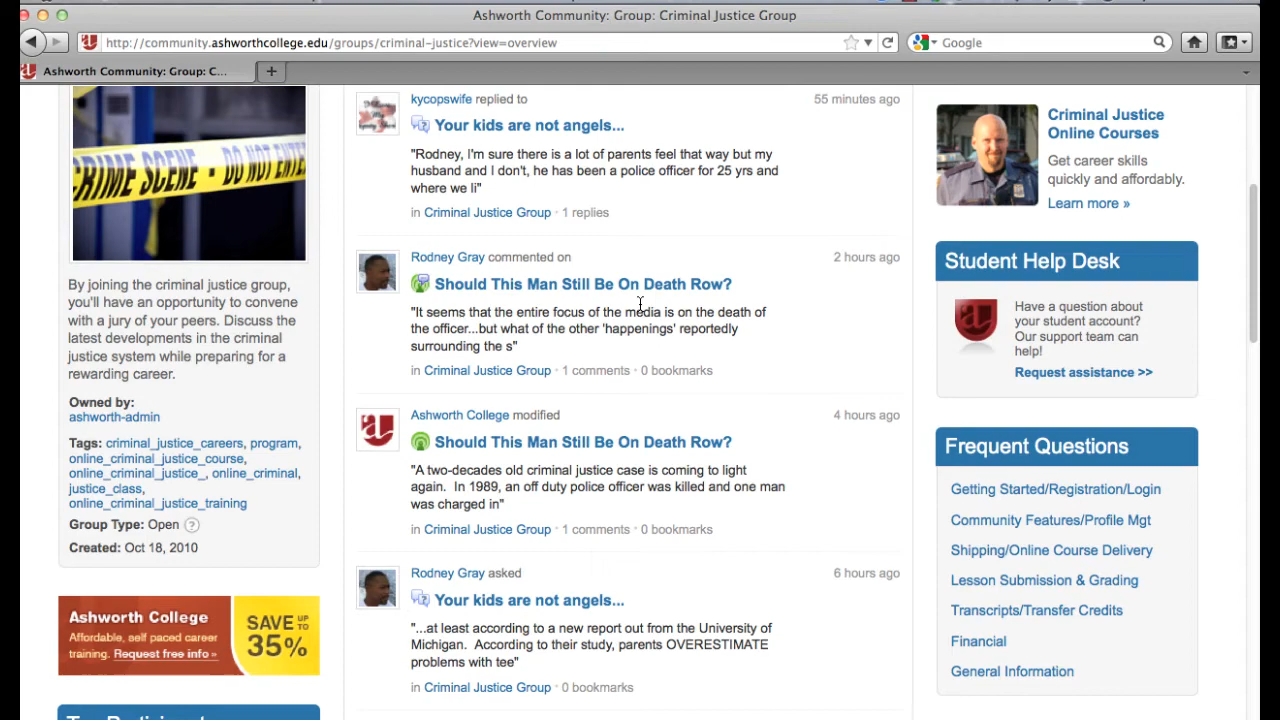 Ashworth Community: Group: Criminal Justice Group
http://community.ashworthcollege.edu/groups/criminal-justice?view=overview
Google
Ashworth Community: Group: C...
CRIME SCENE - DO NOT ENTER
By joining the criminal justice group,
you'll have an opportunity to convene
with a jury of your peers. Discuss the
latest developments in the criminal
justice system while preparing for a
rewarding career.
Owned by:
ashworth-admin
Tags: criminal_justice_careers, program,
online_criminal_justice_course,
online_criminal_justice_, online_criminal,
justice_class,
online_criminal_justice_training
Group Type: Open ?
Created: Oct 18, 2010
Ashworth College
Affordable, self paced career
training. Request free info »
SAVE UP TO
35%
kycopswife replied to 55 minutes ago
Your kids are not angels...
"Rodney, I'm sure there is a lot of parents feel that way but my
husband and I don't, he has been a police officer for 25 yrs and
where we li"
in Criminal Justice Group · 1 replies
Rodney Gray commented on 2 hours ago
Should This Man Still Be On Death Row?
"It seems that the entire focus of the media is on the death of
the officer...but what of the other 'happenings' reportedly
surrounding the s"
in Criminal Justice Group · 1 comments · 0 bookmarks
Ashworth College modified 4 hours ago
Should This Man Still Be On Death Row?
"A two-decades old criminal justice case is coming to light
again.  In 1989, an off duty police officer was killed and one man
was charged in"
in Criminal Justice Group · 1 comments · 0 bookmarks
Rodney Gray asked 6 hours ago
Your kids are not angels...
"...at least according to a new report out from the University of
Michigan.  According to their study, parents OVERESTIMATE
problems with tee"
in Criminal Justice Group · 0 bookmarks
Criminal Justice
Online Courses
Get career skills
quickly and affordably.
Learn more »
Student Help Desk
Have a question about
your student account?
Our support team can
help!
Request assistance >>
Frequent Questions
Getting Started/Registration/Login
Community Features/Profile Mgt
Shipping/Online Course Delivery
Lesson Submission & Grading
Transcripts/Transfer Credits
Financial
General Information